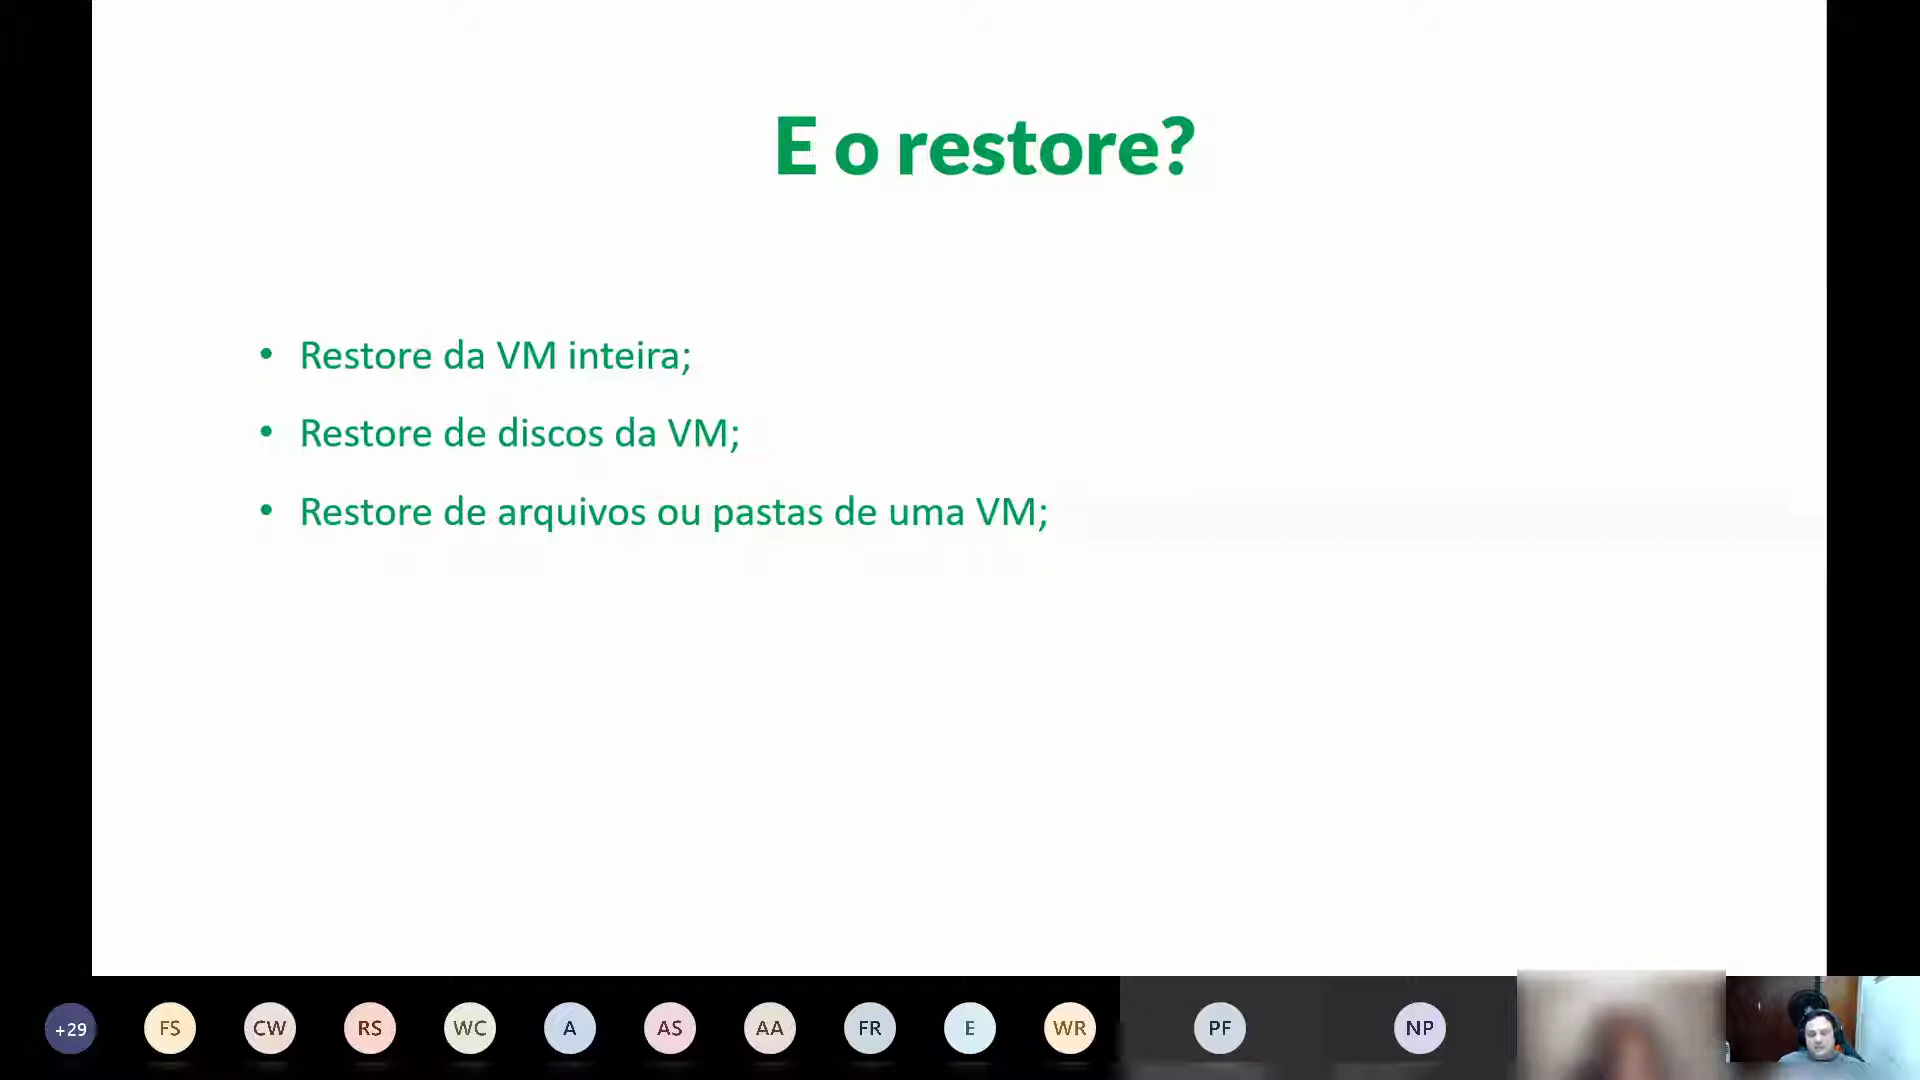 E o restore?
• Restore da VM inteira;
• Restore de discos da VM;
• Restore de arquivos ou pastas de uma VM;
+29 FS CW RS WC A AS AA FR E WR PF NP